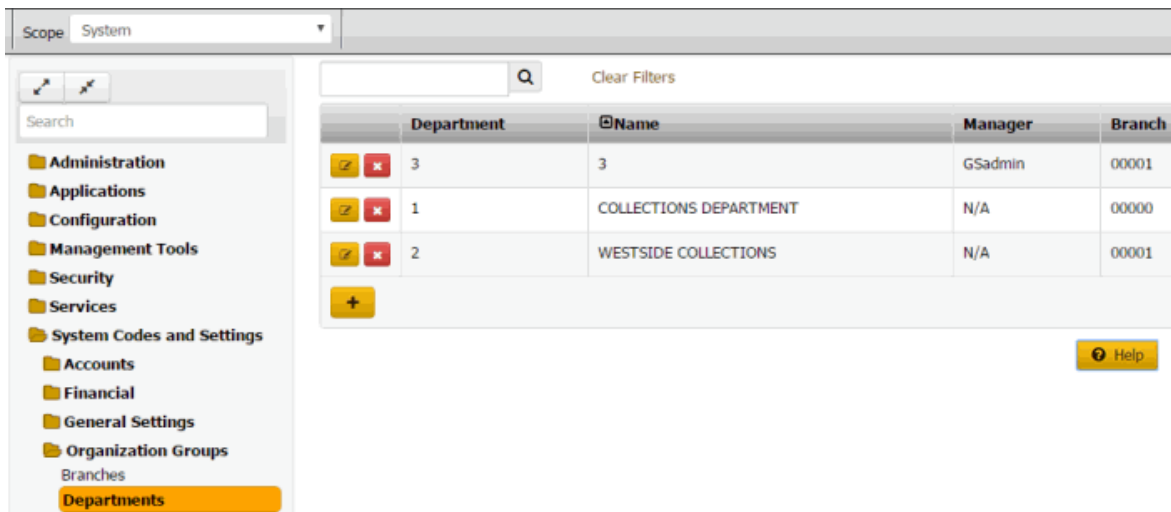 Scope System
Clear Filters
Search
Department Name Manager Branch
3 3 GSadmin 00001
1 COLLECTIONS DEPARTMENT N/A 00000
2 WESTSIDE COLLECTIONS N/A 00001
Help
Administration
Applications
Configuration
Management Tools
Security
Services
System Codes and Settings
Accounts
Financial
General Settings
Organization Groups
Branches
Departments